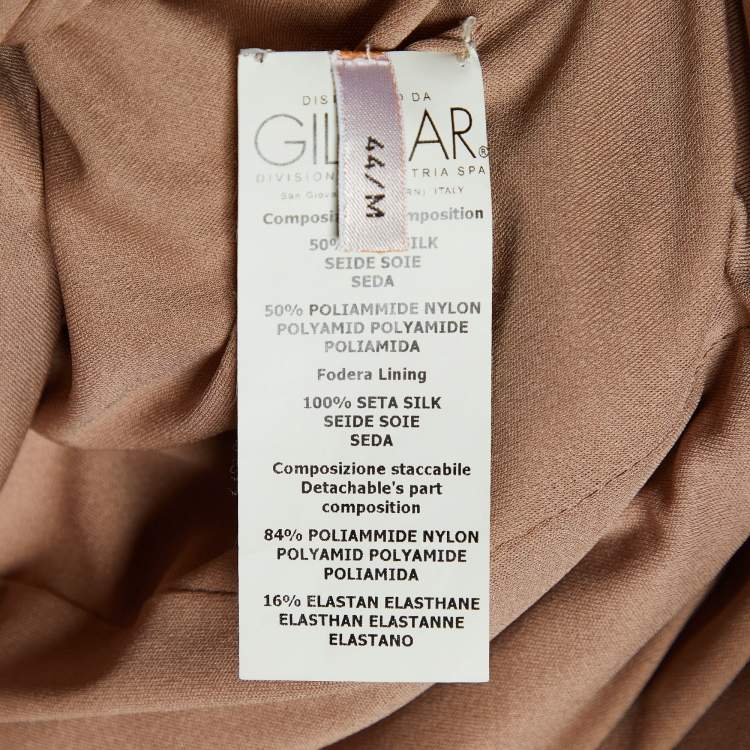 DA
AR®
DIVISION TRIA SPA
ITALY
44/M
50% SILK
SEIDE SOIE
SEDA
50% POLIAMMIDE NYLON
POLYAMID POLYAMIDE
POLIAMIDA
Fodera Lining
100% SETA SILK
SEIDE SOIE
SEDA
Composizione staccabile
Detachable's part
composition
84% POLIAMMIDE NYLON
POLYAMID POLYAMIDE
POLIAMIDA
16% ELASTAN ELASTHANE
ELASTHAN ELASTANNE
ELASTANO